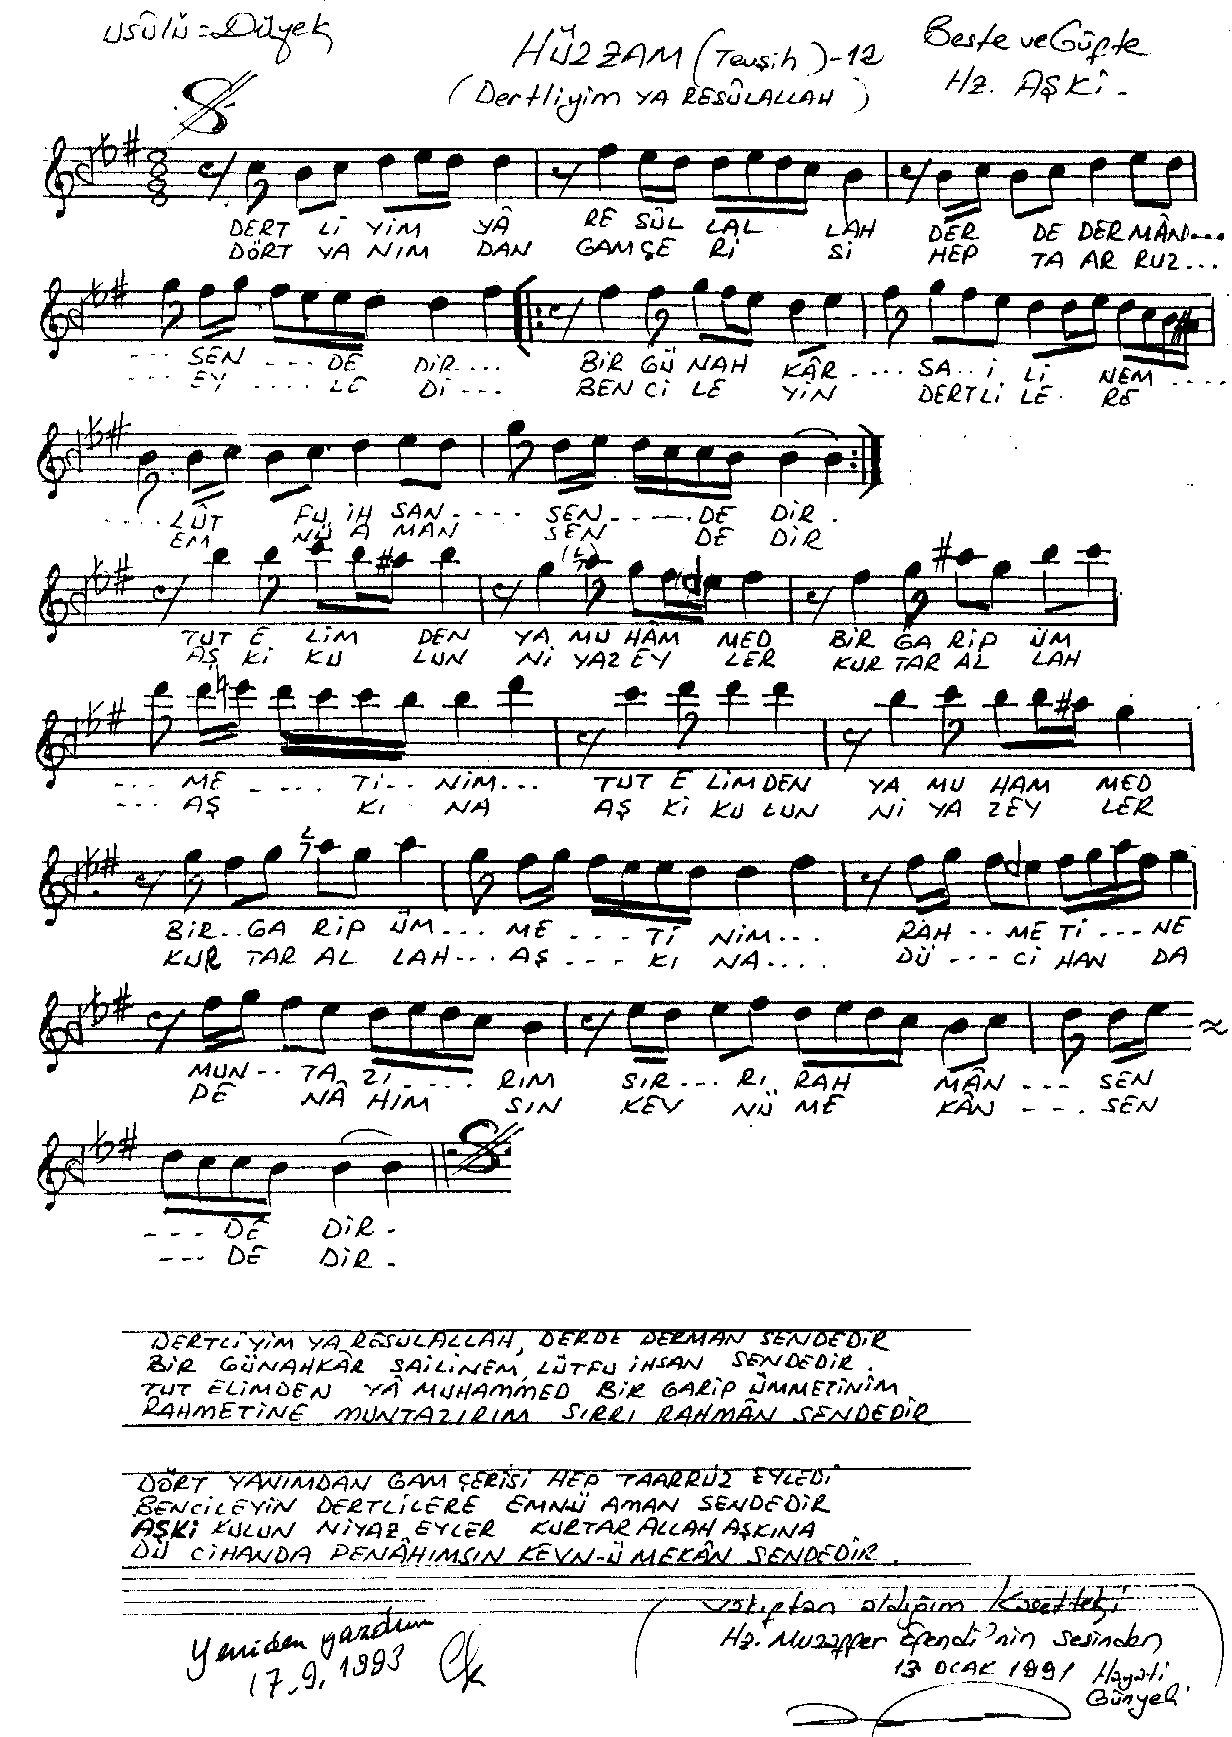 USÛLÜ = Düyek
HÜZZAM (Tevşih) - 12
Beste ve Güfte
(Dertliyim YA RESÛLALLAH)
Hz. AŞKÎ.
DERT Lİ YİM YÂ RE SÛL LAL LAH DER DE DER MÂN....
DÖRT YA NIM DAN GAM ÇE Rİ Sİ HEP TA AR RUZ...
--- SEN ---- DE DİR.... BİR GÜ NAH KÂR .... SA.. İ. Lİ NEM ....
--- EY .... LE Dİ--- BEN Cİ LE YİN DERT Lİ LE. RE
.... LÛT FU İH SAN- --- SEN- ---- DE DİR.
EM NÜ A MAN SEN DE DİR
TUT E LİM DEN YA MU HAM MED BİR GA RİP ÜM
AŞ Kİ KU LUN Nİ YAZ EY LER KUR TAR AL LAH
--- ME - .... Tİ-- NİM... TUT E LİM DEN YA MU HAM MED
--- AŞ KI NA AŞ Kİ KU LUN Nİ YA ZEY LER
BİR.. GA RİP ÜM... ME --- Tİ NİM... RAH -- ME Tİ --- NE
KUR TAR AL LAH--- AŞ --- KI NA.... DÜ --- Cİ HAN DA
MUN-- TA ZI .... RIM SIR... RI. RAH MÂN --- SEN
PE NÂ HIM SIN KEV NÜ ME KÂN --- SEN
--- DE DİR-
--- DE DİR -
DERTLİYİM YA RESULALLAH, DERDE DERMAN SENDEDİR
BİR GÜNAHKÂR SAİLİNEM, LÛTFU İHSAN SENDEDİR.
TUT ELİMDEN YÂ MUHAMMED BİR GARİP ÜMMETİNİM,
RAHMETİNE MUNTAZIRIM SIRRI RAHMÂN SENDEDİR
DÖRT YANIMDAN GAM ÇERİSİ HEP TAARRUZ EYLEDİ
BENCİLEYİN DERTLİLERE EMNÜ AMAN SENDEDİR
AŞKİ KULUN NİYAZ EYLER KURTAR ALLAH AŞKINA
DÜ CİHANDA PENÂHIMSIN KEVN-Ü MEKÂN SENDEDİR.
Yeniden yazdım
17.9.1993
(Vakıftan aldığım Kasetteki
Hz. Muzaffer Efendi'nin Sesinden
13 OCAK 1991 Hayati
Günyeli)